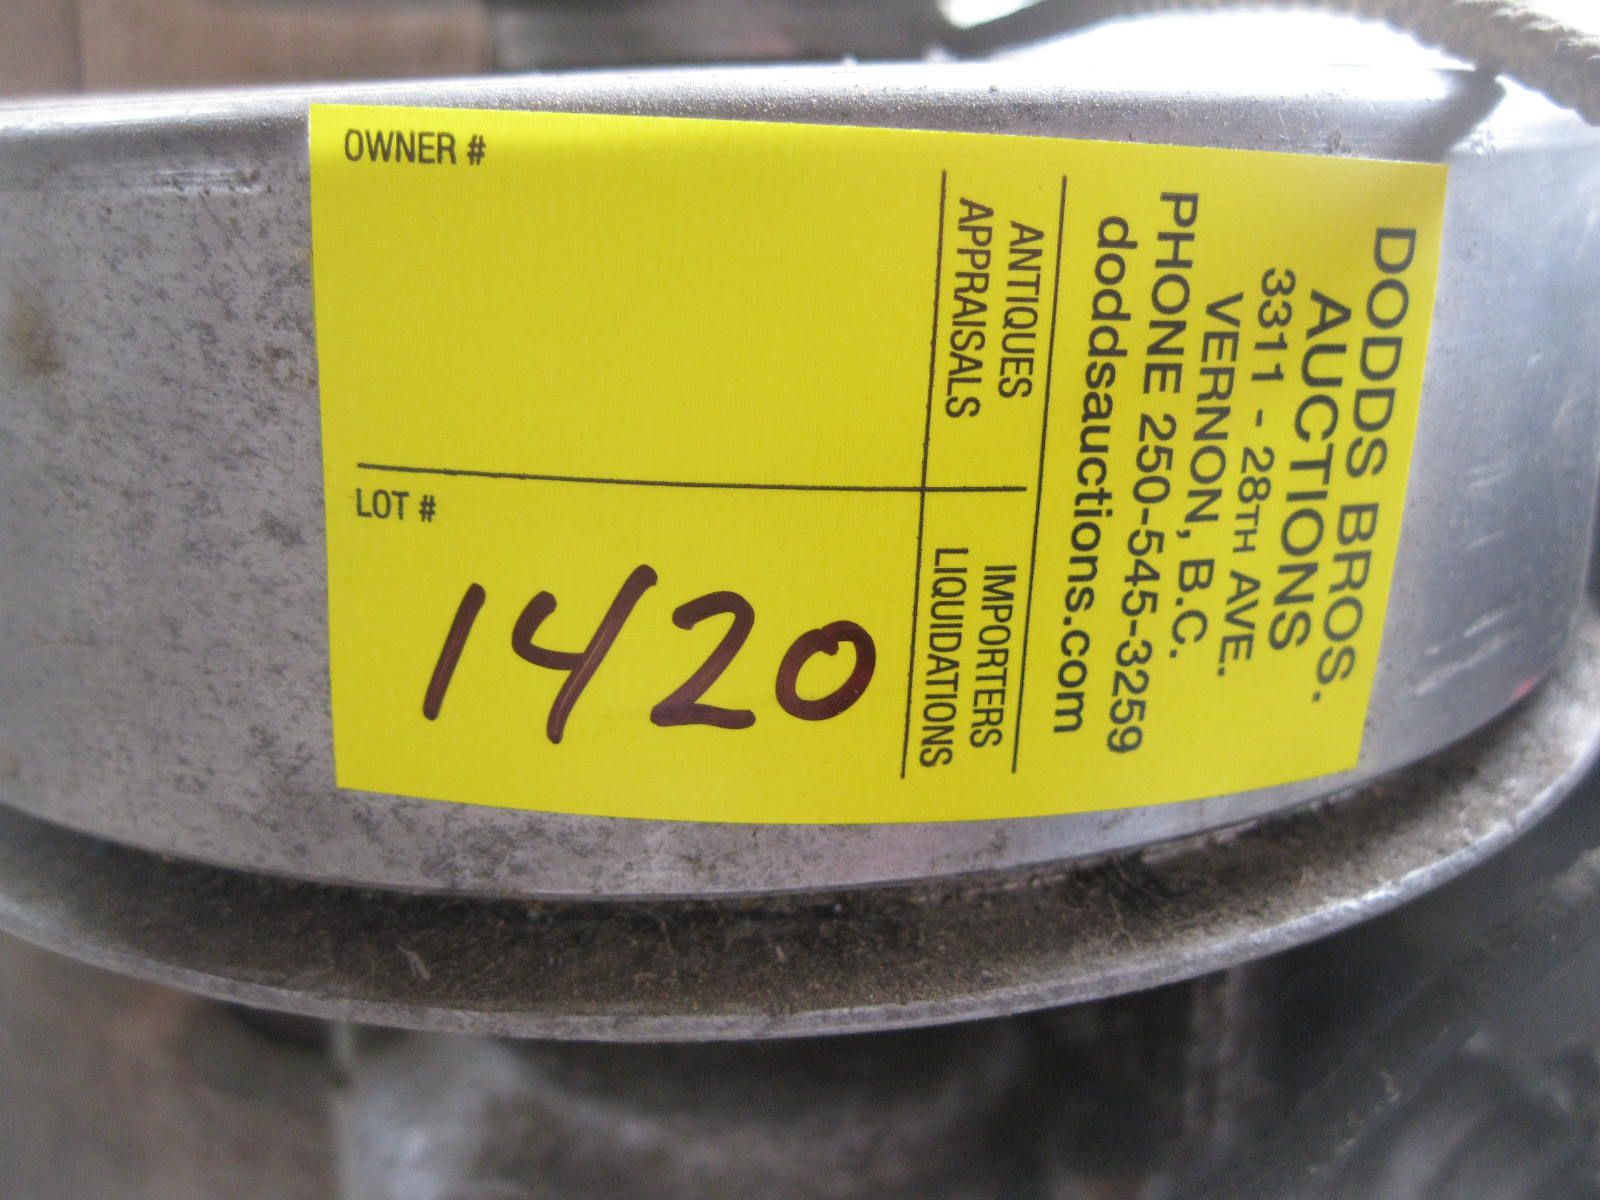 OWNER #
LOT #
1420
DODDS BROS.
AUCTIONS
3311 - 28TH AVE.
VERNON, B.C.
PHONE 250-545-3259
doddsauctions.com
ANTIQUES
APPRAISALS
IMPORTERS
LIQUIDATIONS